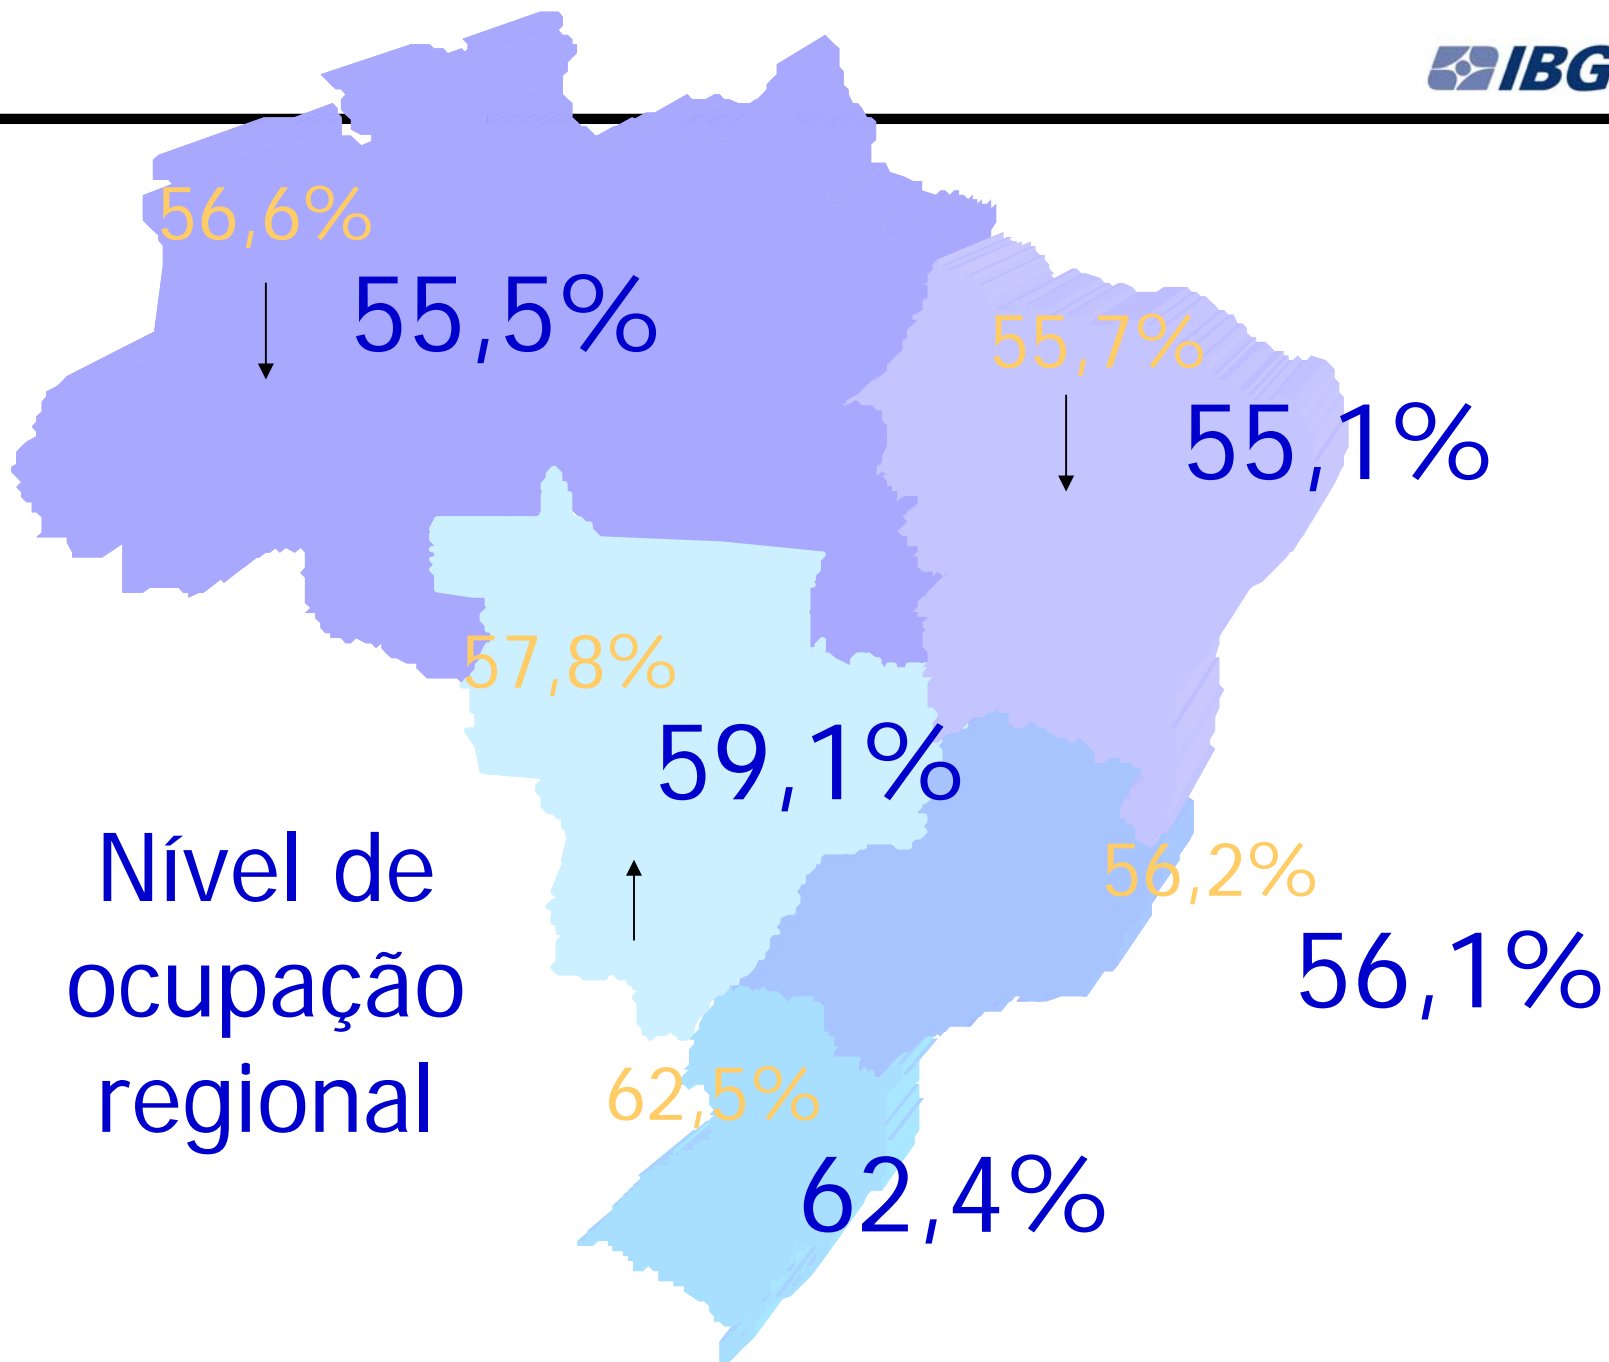 IBG
56,6%
55,5%
55,7%
55,1%
57,8%
59,1%
Nível de
ocupação
regional
56,2%
56,1%
62,5%
62,4%